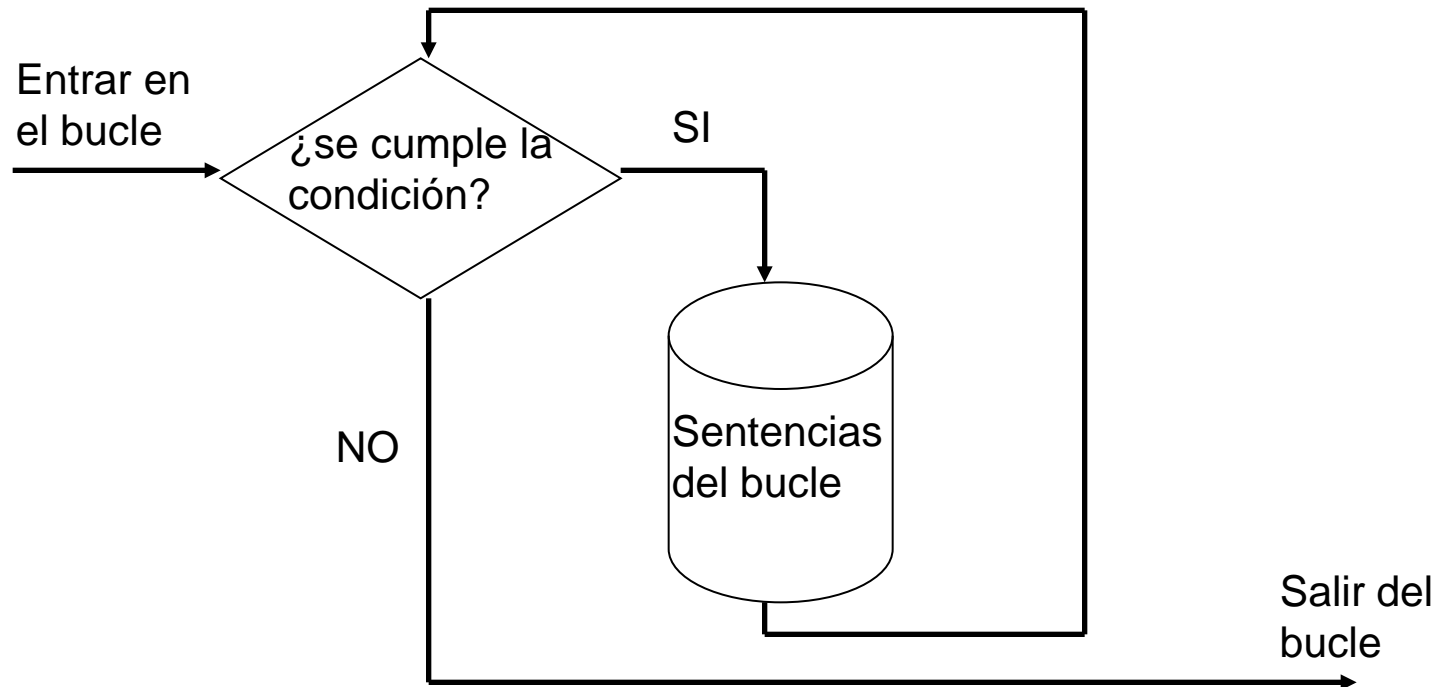 Entrar en
el bucle
¿se cumple la
condición?
SI
NO
Sentencias
del bucle
Salir del
bucle